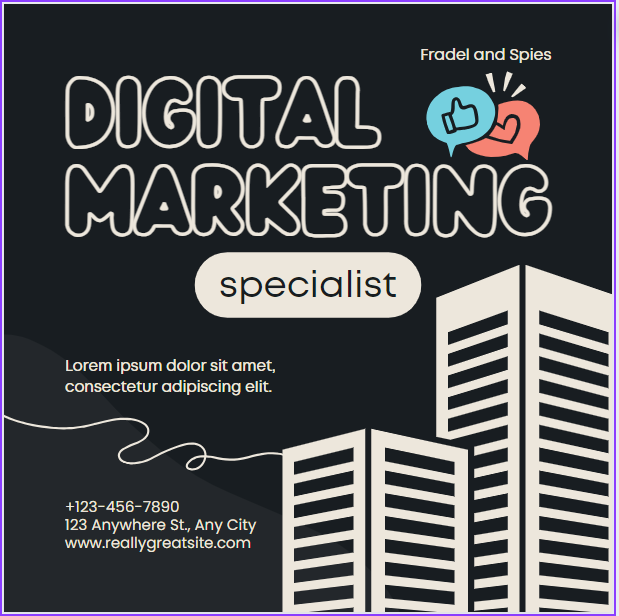 Fradel and Spies
DIGITAL
MARKETING
specialist
Lorem ipsum dolor sit amet,
consectetur adipiscing elit.
+123-456-7890
123 Anywhere St., Any City
www.reallygreatsite.com